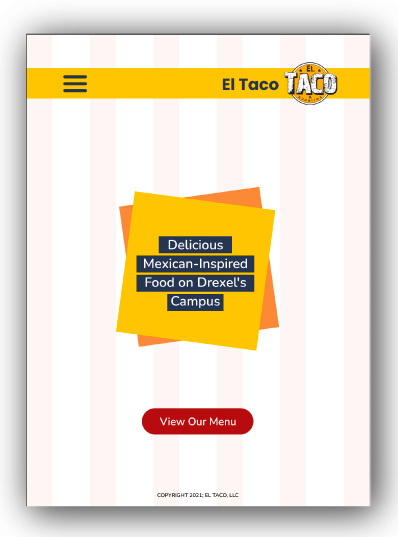 El Taco
EL
TACO
Delicious
Mexican-Inspired
Food on Drexel's
Campus
View Our Menu
COPYRIGHT 2021; EL TACO, LLC